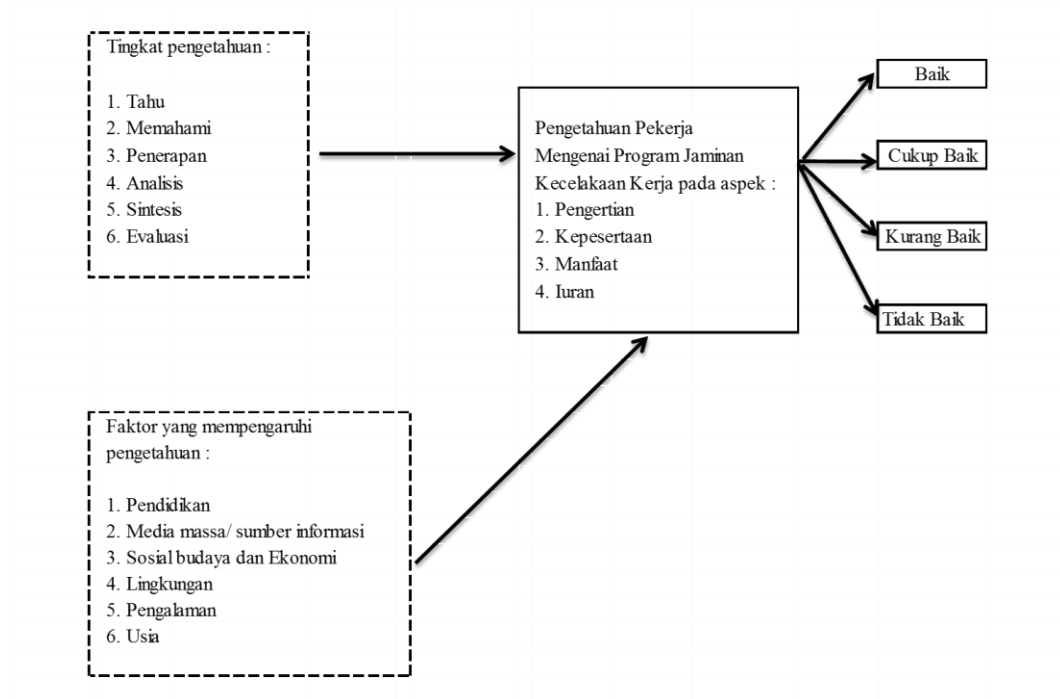 Tingkat pengetahuan :
1. Tahu
2. Memahami
3. Penerapan
4. Analisis
5. Sintesis
6. Evaluasi
Pengetahuan Pekerja
Mengenai Program Jaminan
Kecelakaan Kerja pada aspek :
1. Pengertian
2. Kepesertaan
3. Manfaat
4. Iuran
Baik
Cukup Baik
Kurang Baik
Tidak Baik
Faktor yang mempengaruhi
pengetahuan :
1. Pendidikan
2. Media massa/ sumber informasi
3. Sosial budaya dan Ekonomi
4. Lingkungan
5. Pengalaman
6. Usia